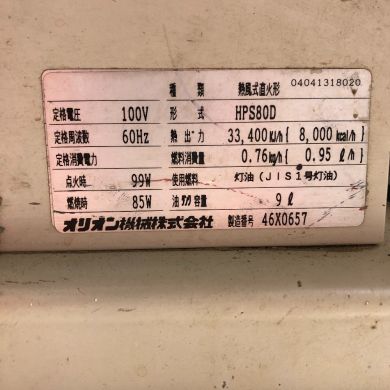 種類 熱風式直火形 04041318020
定格電圧 100V 形式 HPS80D
定格周波数 60Hz 熱出力 33,400KJ/h{ 8,000kcal/h}
定格消費電力 燃料消費量 0.76kg/h{ 0.95ℓ/h}
点火時 99W 使用燃料 灯油(JIS1号灯油)
燃焼時 85W 油タンク容量 9ℓ
オリオン機械株式会社 製造番号 46X0657